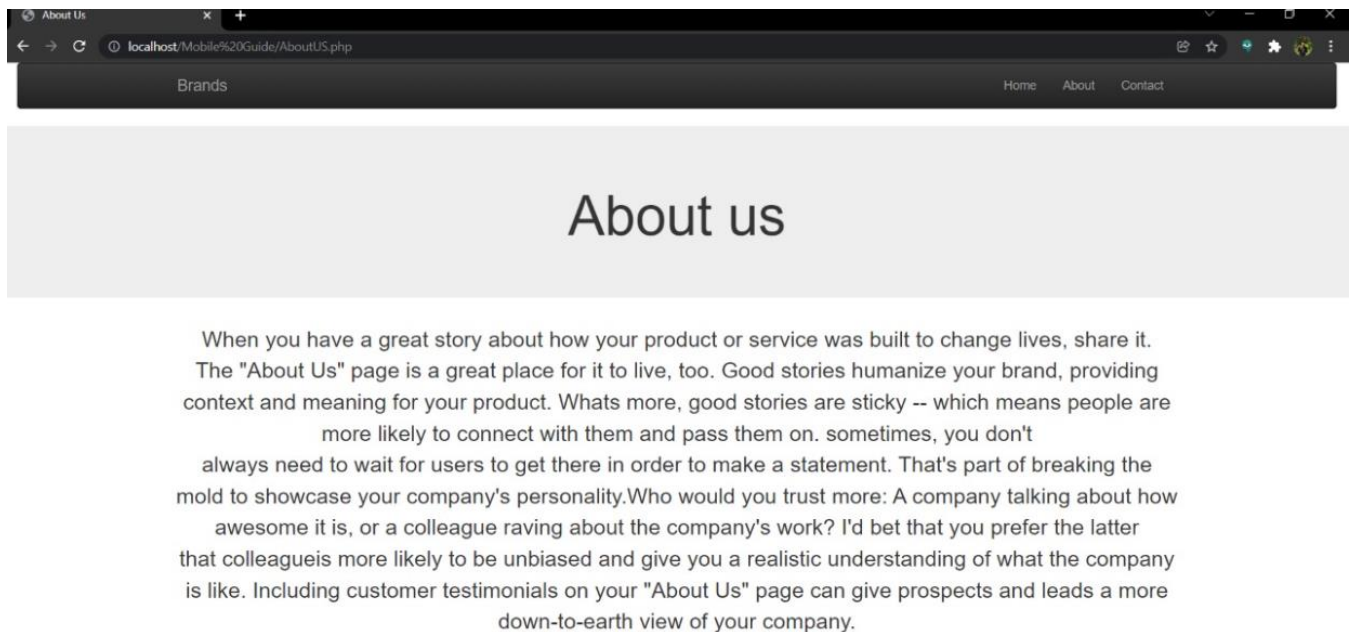 About Us
localhost/Mobile%20Guide/AboutUS.php
Brands Home About Contact
About us
When you have a great story about how your product or service was built to change lives, share it.
The "About Us" page is a great place for it to live, too. Good stories humanize your brand, providing
context and meaning for your product. Whats more, good stories are sticky -- which means people are
more likely to connect with them and pass them on. sometimes, you don't
always need to wait for users to get there in order to make a statement. That's part of breaking the
mold to showcase your company's personality.Who would you trust more: A company talking about how
awesome it is, or a colleague raving about the company's work? I'd bet that you prefer the latter
that colleagueis more likely to be unbiased and give you a realistic understanding of what the company
is like. Including customer testimonials on your "About Us" page can give prospects and leads a more
down-to-earth view of your company.